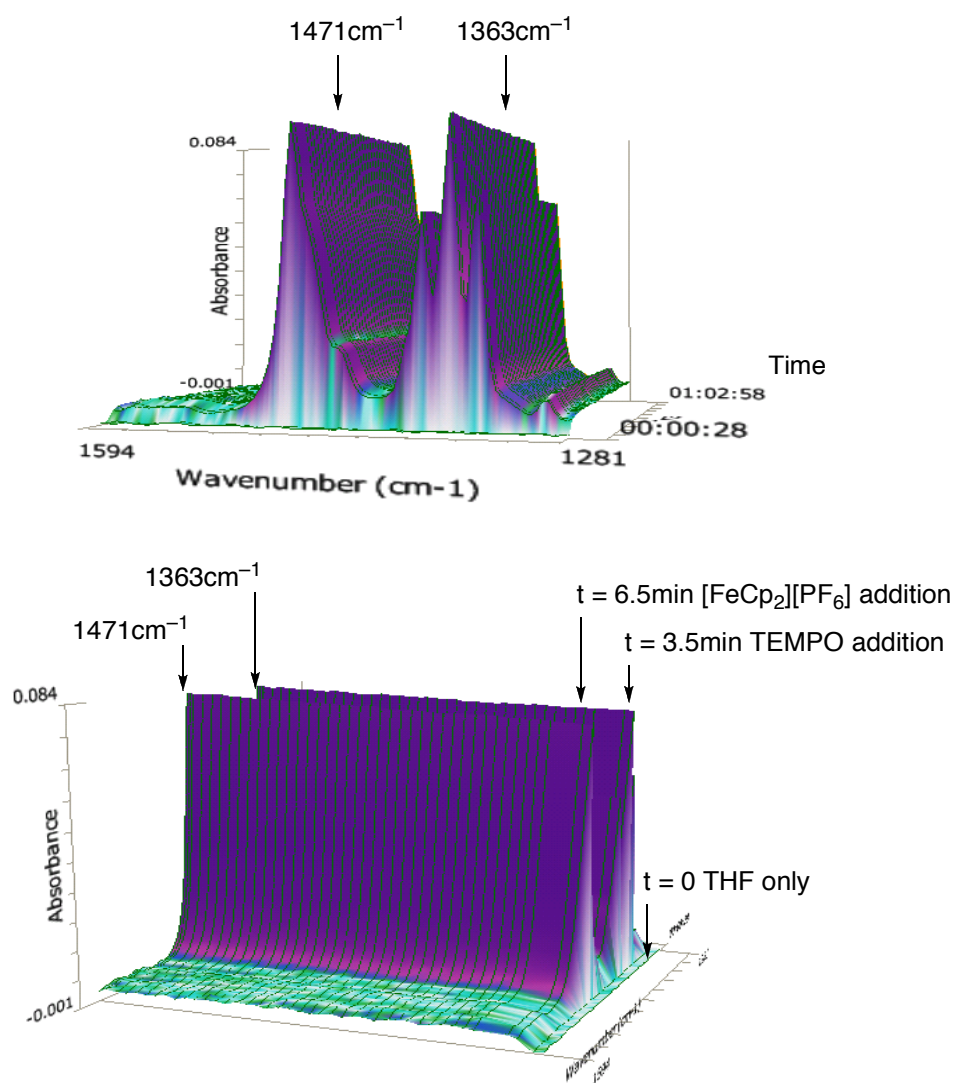 1471cm⁻¹
1363cm⁻¹
0.084
Absorbance
-0.001
Time
01:02:58
00:00:28
1594
1281
Wavenumber (cm-1)
1363cm⁻¹
t = 6.5min [FeCp₂][PF₆] addition
1471cm⁻¹
t = 3.5min TEMPO addition
0.084
Absorbance
t = 0 THF only
-0.001